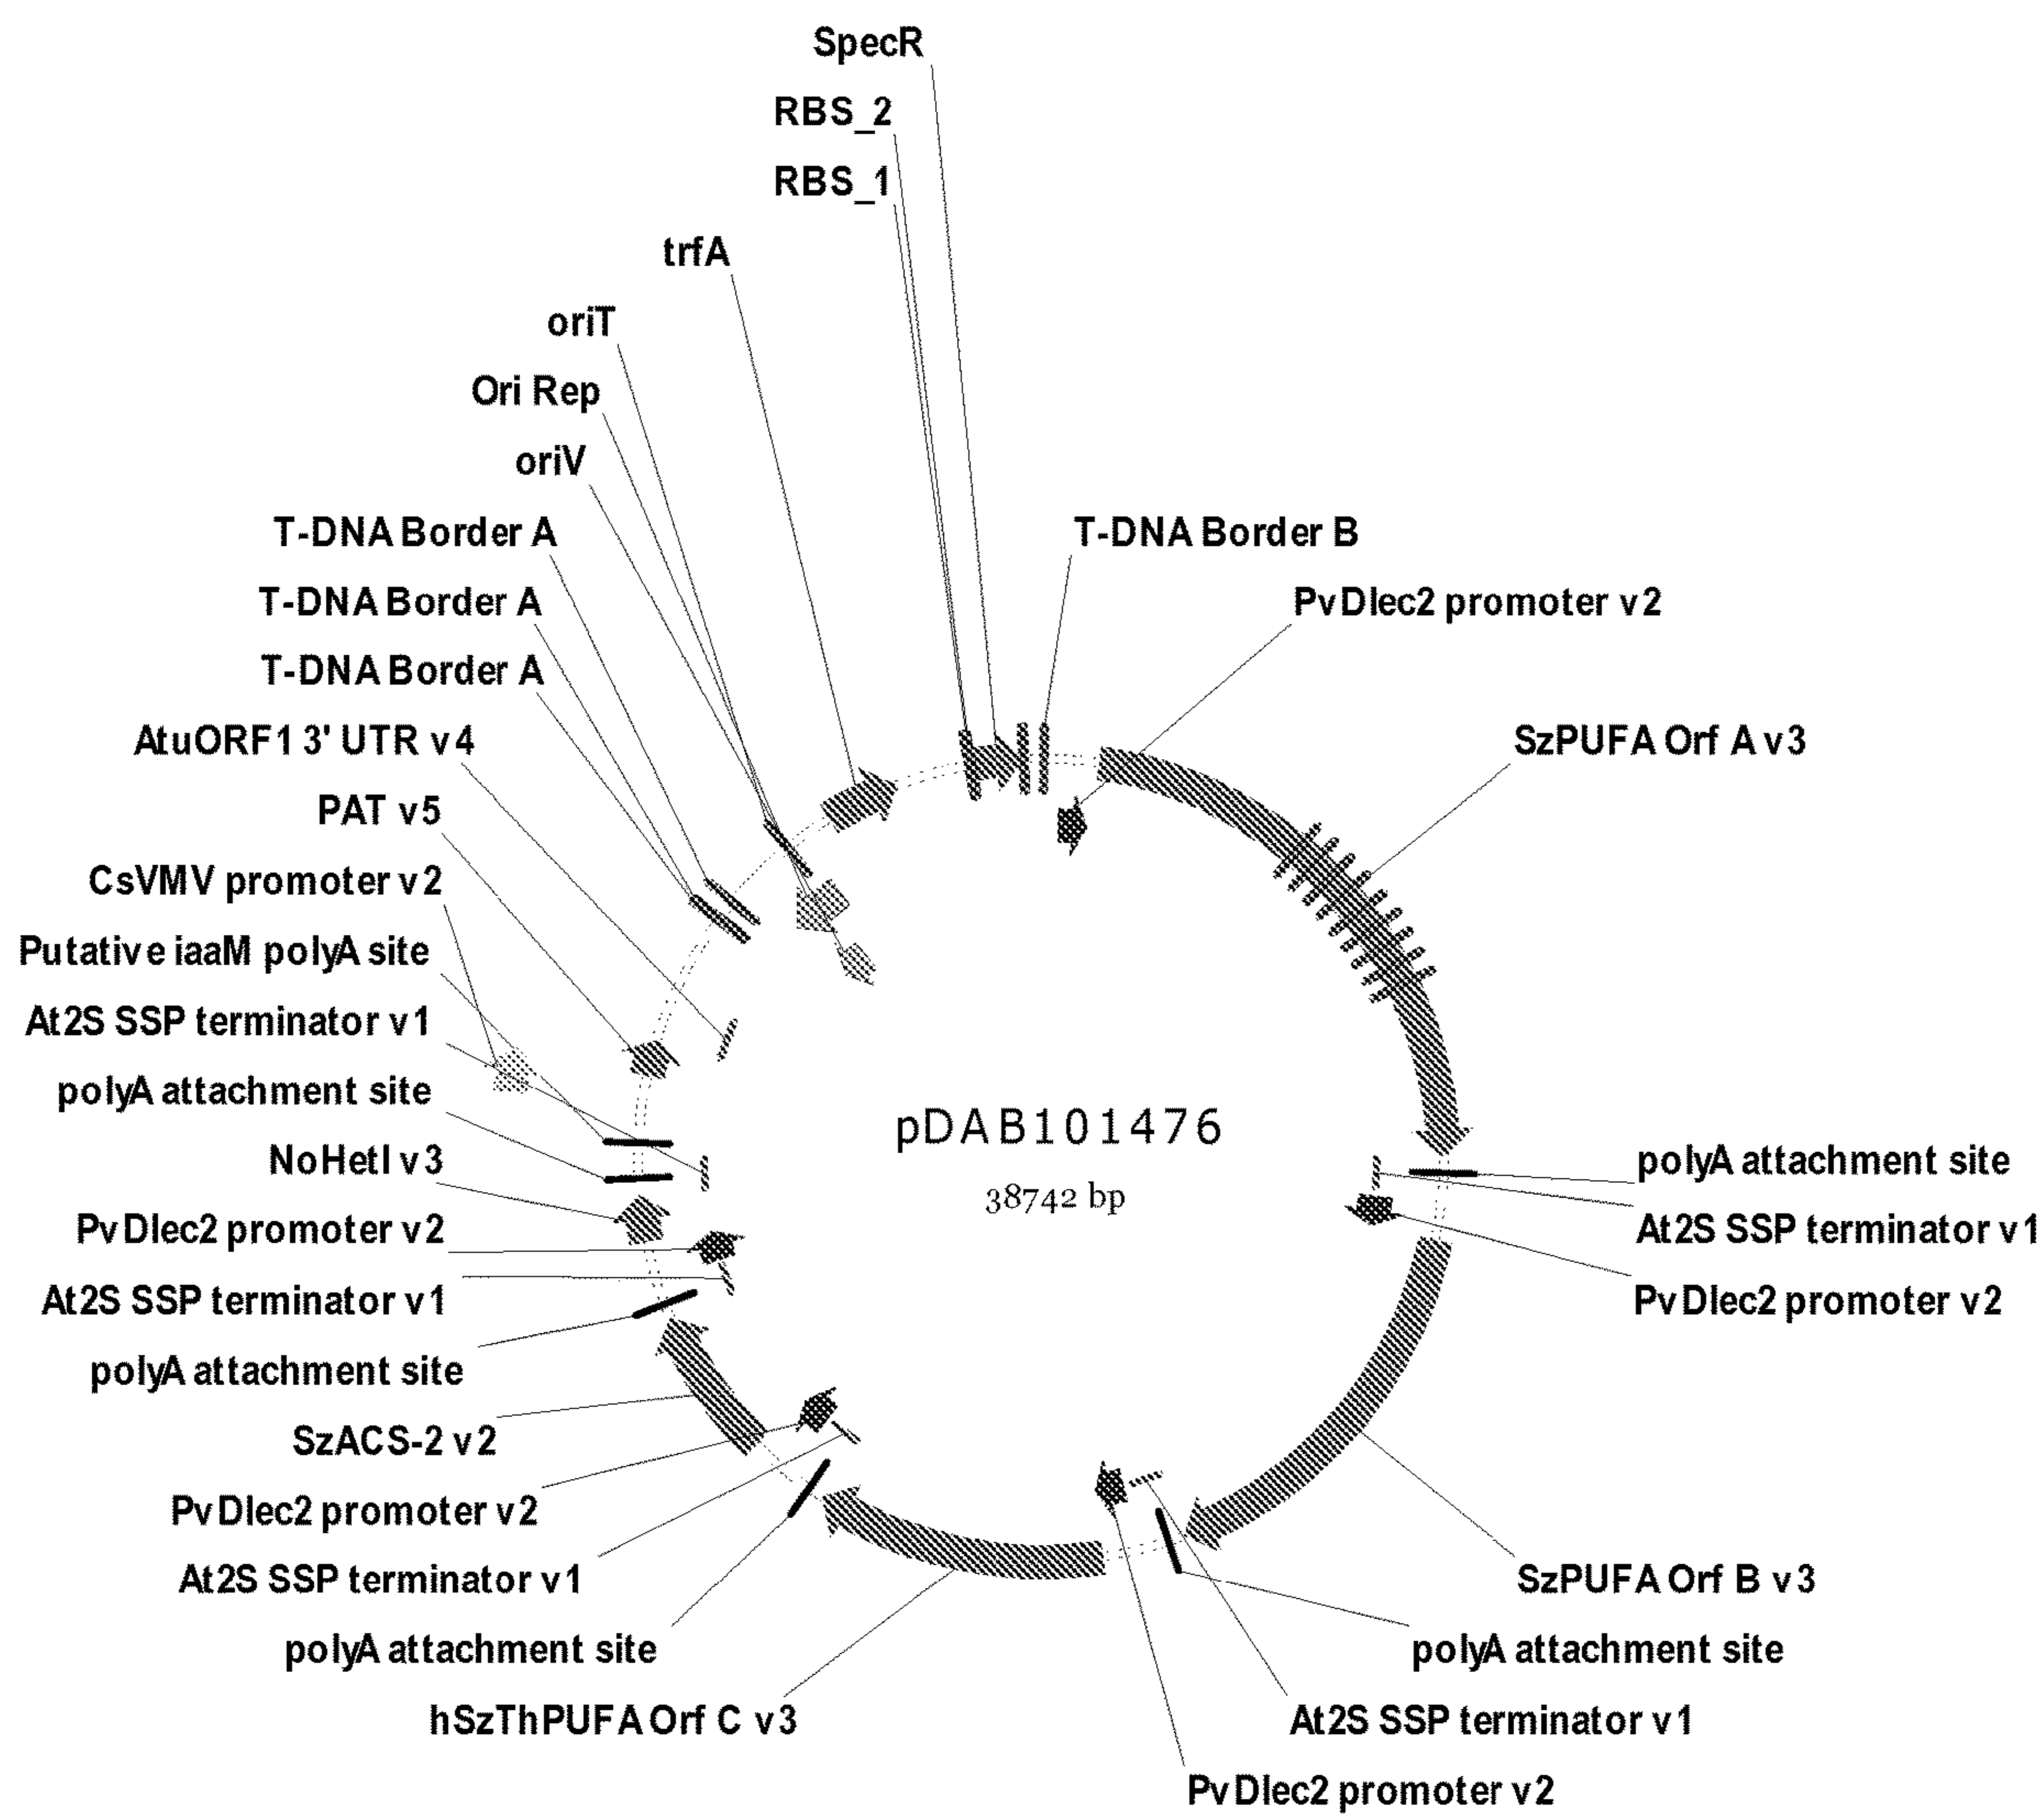 SpecR
RBS_2
RBS_1
trfA
oriT
Ori Rep
oriV
T-DNA Border A
T-DNA Border B
T-DNA Border A
PvDlec2 promoter v2
T-DNA Border A
AtuORF1 3' UTR v4
SzPUFA Orf A v3
PAT v5
CsVMV promoter v2
Putative iaaM polyA site
At2S SSP terminator v1
polyA attachment site
pDAB101476
NoHetI v3
polyA attachment site
38742 bp
PvDlec2 promoter v2
At2S SSP terminator v1
At2S SSP terminator v1
PvDlec2 promoter v2
polyA attachment site
SzACS-2 v2
PvDlec2 promoter v2
At2S SSP terminator v1
SzPUFA Orf B v3
polyA attachment site
polyA attachment site
hSzThPUFA Orf C v3
At2S SSP terminator v1
PvDlec2 promoter v2